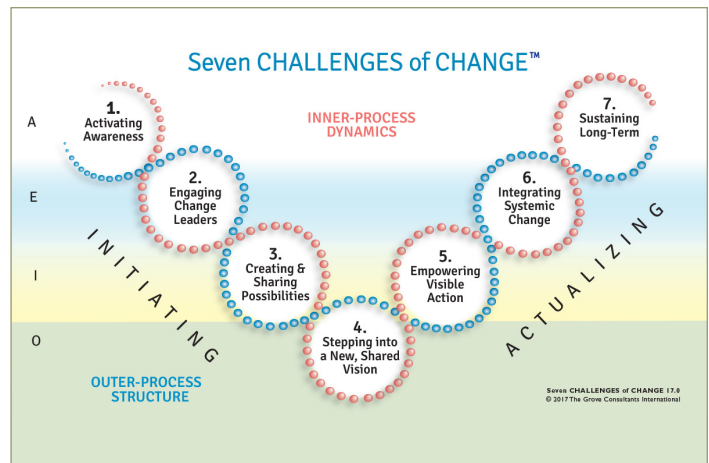 Seven CHALLENGES of CHANGE™
A
E
I
O
INNER-PROCESS
DYNAMICS
1.
Activating
Awareness
2.
Engaging
Change
Leaders
3.
Creating &
Sharing
Possibilities
4.
Stepping into
a New, Shared
Vision
5.
Empowering
Visible
Action
6.
Integrating
Systemic
Change
7.
Sustaining
Long-Term
INITIATING
ACTUALIZING
OUTER-PROCESS
STRUCTURE
Seven CHALLENGES of CHANGE 17.0
© 2017 The Grove Consultants International